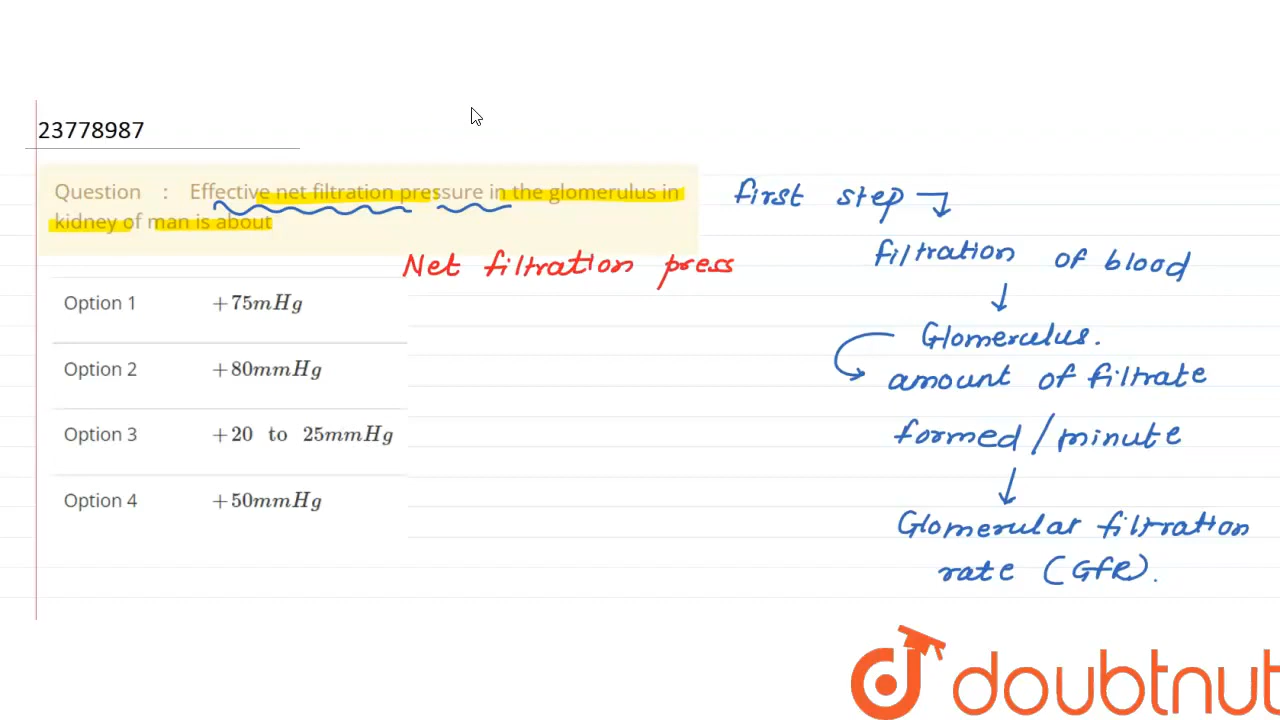 23778987
Question : Effective net filtration pressure in the glomerulus in
kidney of man is about
Net filtration press
Option 1 +75mHg
Option 2 +80mmHg
Option 3 +20 to 25mmHg
Option 4 +50mmHg
first step
filtration of blood
Glomerculus.
amount of filtrate
formed/minute
Glomerular filtration
rate (GfR).
doubtnut